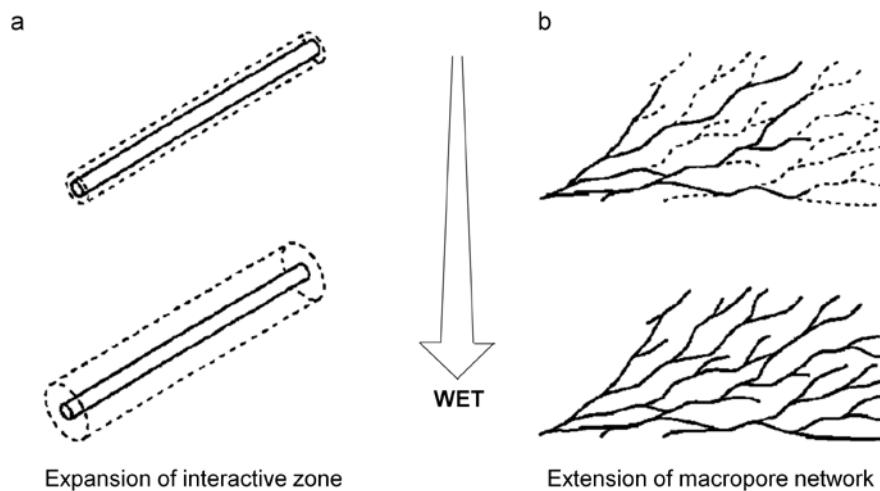 a
b
WET
Expansion of interactive zone
Extension of macropore network